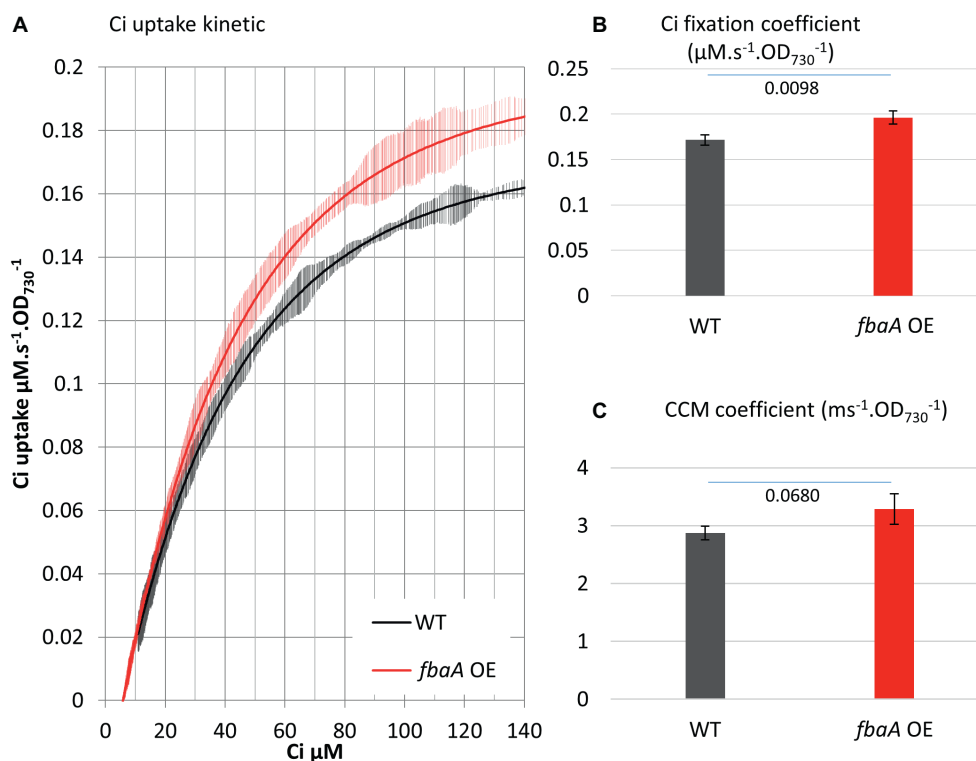 A Ci uptake kinetic
Ci uptake µM.s⁻¹.OD₇₃₀⁻¹
0.2
0.18
0.16
0.14
0.12
0.1
0.08
0.06
0.04
0.02
0
0 20 40 60 80 100 120 140
Ci µM
WT
fbaA OE
B Ci fixation coefficient
(µM.s⁻¹.OD₇₃₀⁻¹)
0.25
0.2
0.15
0.1
0.05
0
0.0098
WT fbaA OE
C CCM coefficient (ms⁻¹.OD₇₃₀⁻¹)
4
3
2
1
0
0.0680
WT fbaA OE